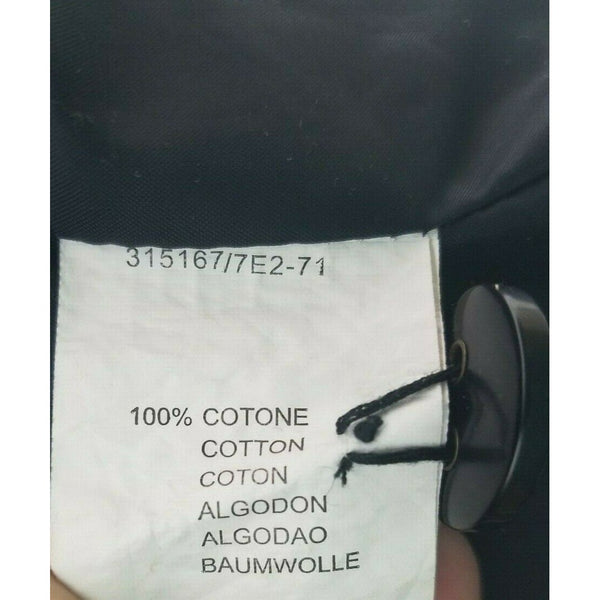 315167/7E2-71
100% COTONE
COTTON
COTON
ALGODON
ALGODAO
BAUMWOLLE